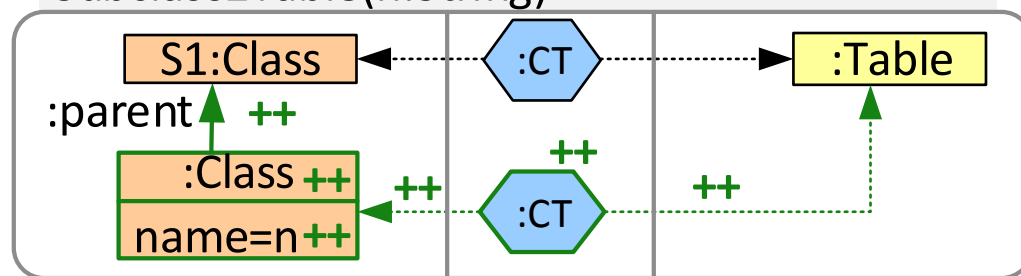 S1:Class :CT :Table
:parent ++
++
:Class ++ ++ :CT ++
name=n ++